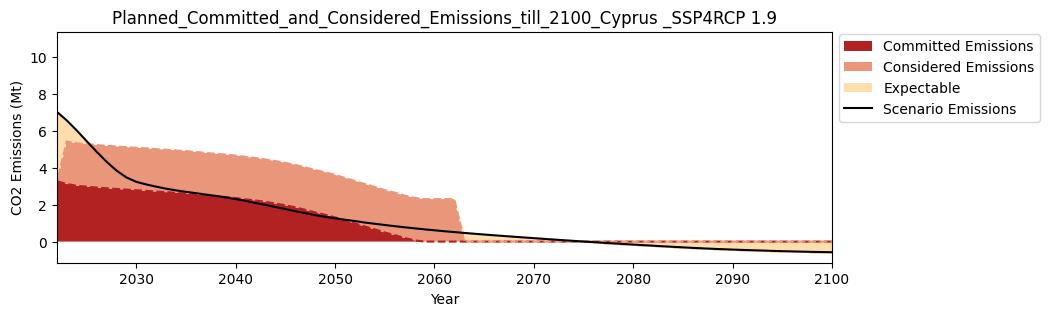 Planned_Committed_and_Considered_Emissions_till_2100_Cyprus _SSP4RCP 1.9
10
8
6
4
2
0
CO2 Emissions (Mt)
2030
2040
2050
2060
2070
2080
2090
2100
Year
Committed Emissions
Considered Emissions
Expectable
Scenario Emissions